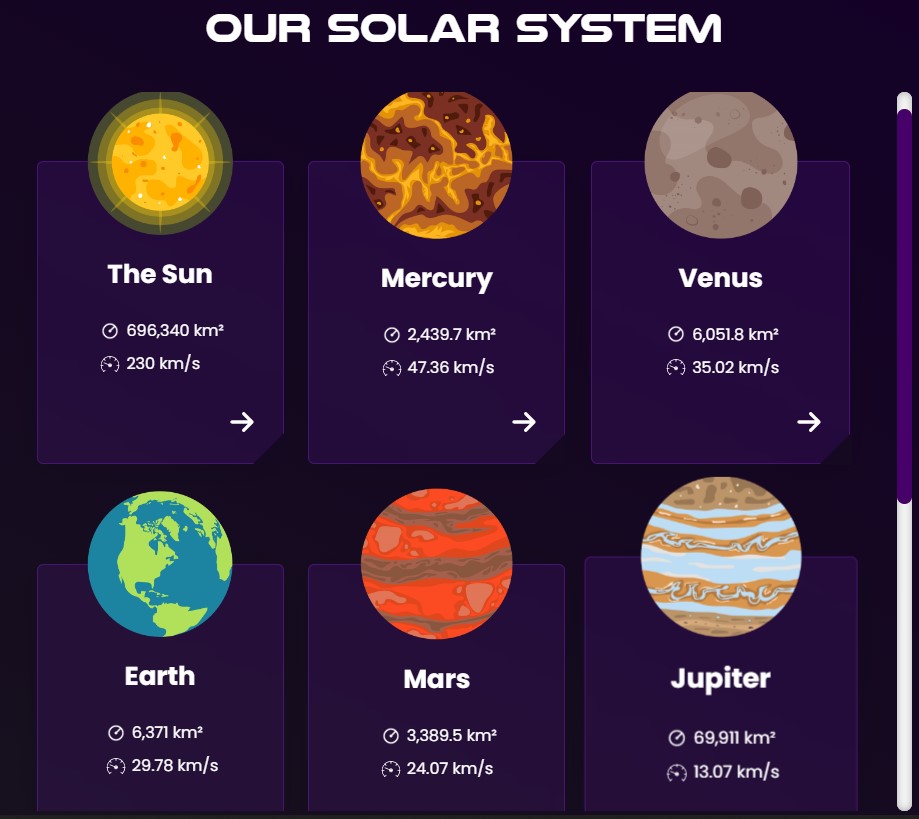 OUR SOLAR SYSTEM
The Sun
696,340 km²
230 km/s
Mercury
2,439.7 km²
47.36 km/s
Venus
6,051.8 km²
35.02 km/s
Earth
6,371 km²
29.78 km/s
Mars
3,389.5 km²
24.07 km/s
Jupiter
69,911 km²
13.07 km/s